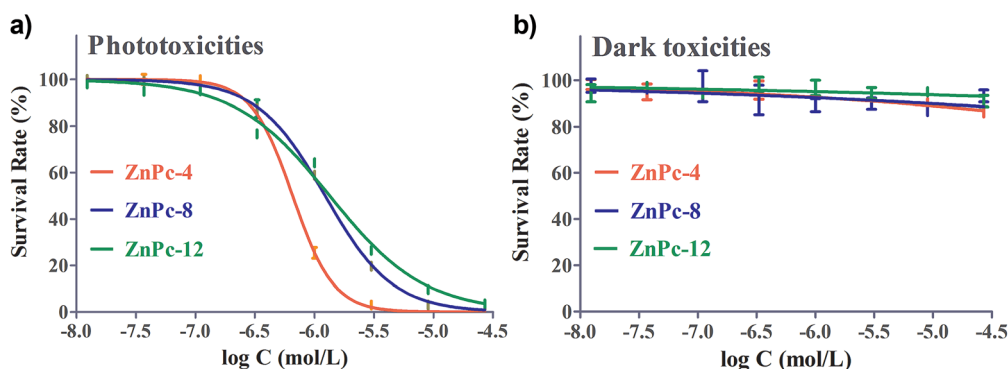 a)
Phototoxicities
Survival Rate (%)
100
80
60
40
20
0
ZnPc-4
ZnPc-8
ZnPc-12
-8.0 -7.5 -7.0 -6.5 -6.0 -5.5 -5.0 -4.5
log C (mol/L)
b)
Dark toxicities
Survival Rate (%)
100
80
60
40
20
0
ZnPc-4
ZnPc-8
ZnPc-12
-8.0 -7.5 -7.0 -6.5 -6.0 -5.5 -5.0 -4.5
log C (mol/L)